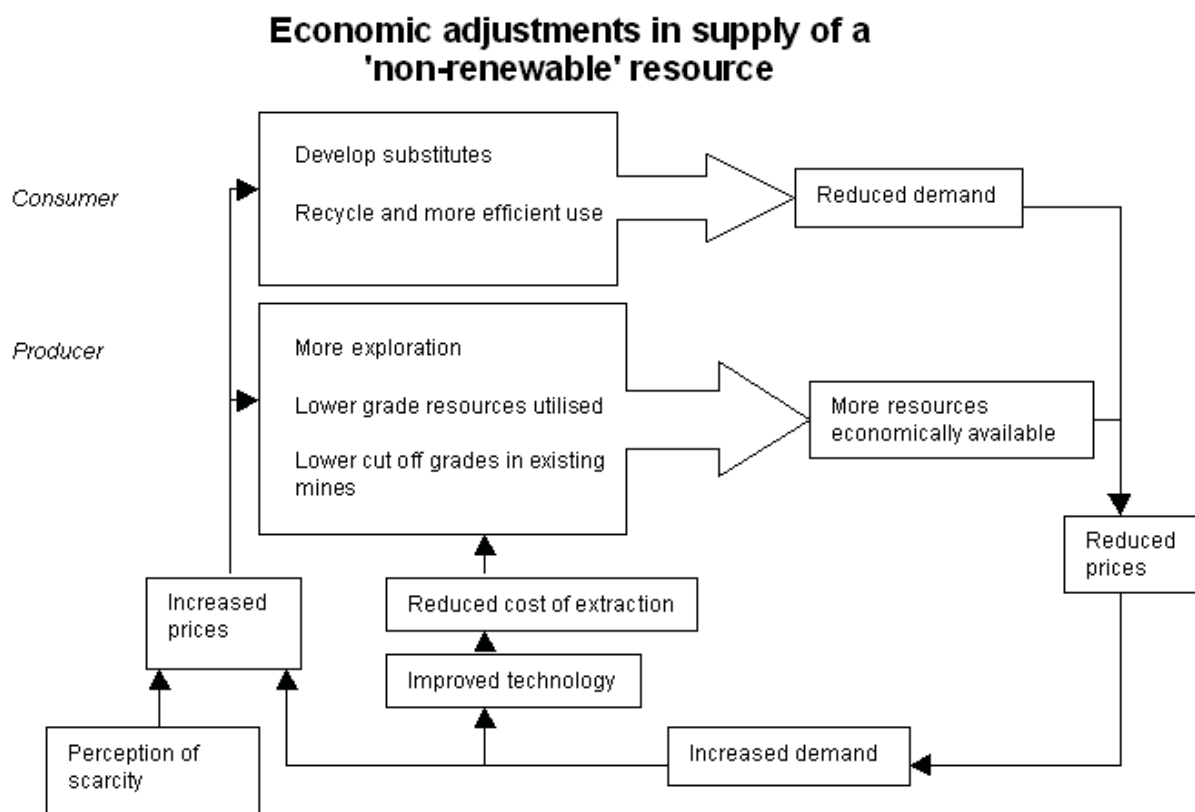 Economic adjustments in supply of a
'non-renewable' resource
Consumer
Develop substitutes
Recycle and more efficient use
Reduced demand
Producer
More exploration
Lower grade resources utilised
Lower cut off grades in existing
mines
More resources
economically available
Reduced
prices
Increased
prices
Reduced cost of extraction
Improved technology
Perception of
scarcity
Increased demand